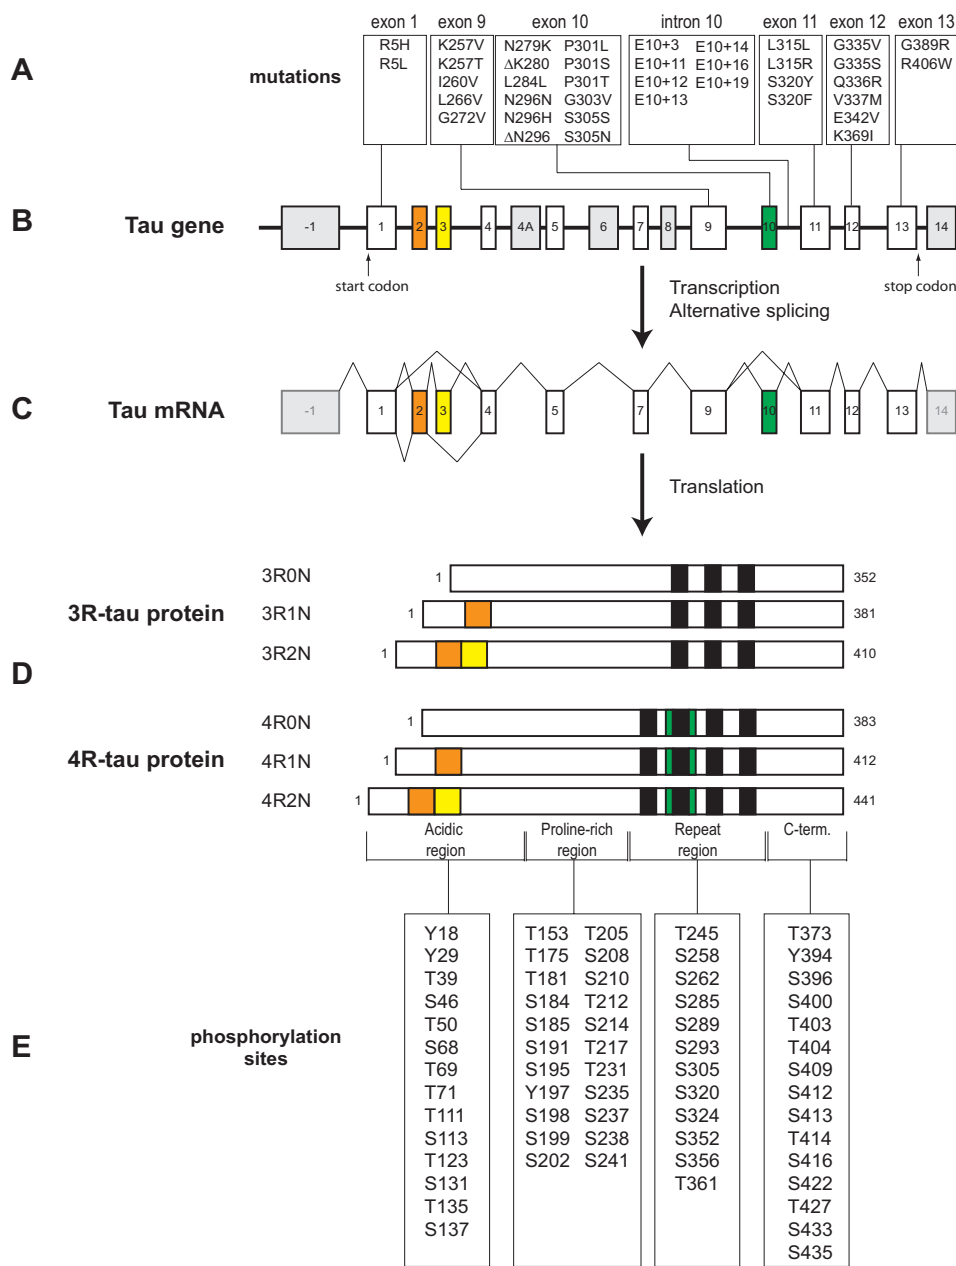 exon 1 exon 9 exon 10 intron 10 exon 11 exon 12 exon 13
A
mutations
R5H
R5L
K257V
K257T
I260V
L266V
G272V
N279K P301L
ΔK280 P301S
L284L P301T
N296N G303V
N296H S305S
ΔN296 S305N
E10+3 E10+14
E10+11 E10+16
E10+12 E10+19
E10+13
L315L
L315R
S320Y
S320F
G335V
G335S
Q336R
V337M
E342V
K369I
G389R
R406W
B
Tau gene
-1 1 2 3 4 4A 5 6 7 8 9 10 11 12 13 14
start codon
stop codon
Transcription
Alternative splicing
C
Tau mRNA
-1 1 2 3 4 5 7 9 10 11 12 13 14
Translation
D
3R-tau protein
3R0N 1 352
3R1N 1 381
3R2N 1 410
4R-tau protein
4R0N 1 383
4R1N 1 412
4R2N 1 441
Acidic
region
Proline-rich
region
Repeat
region
C-term.
E
phosphorylation
sites
Y18
Y29
T39
S46
T50
S68
T69
T71
T111
S113
T123
S131
T135
S137
T153 T205
T175 S208
T181 S210
S184 T212
S185 S214
S191 T217
S195 T231
Y197 S235
S198 S237
S199 S238
S202 S241
T245
S258
S262
S285
S289
S293
S305
S320
S324
S352
S356
T361
T373
Y394
S396
S400
T403
T404
S409
S412
S413
T414
S416
S422
T427
S433
S435